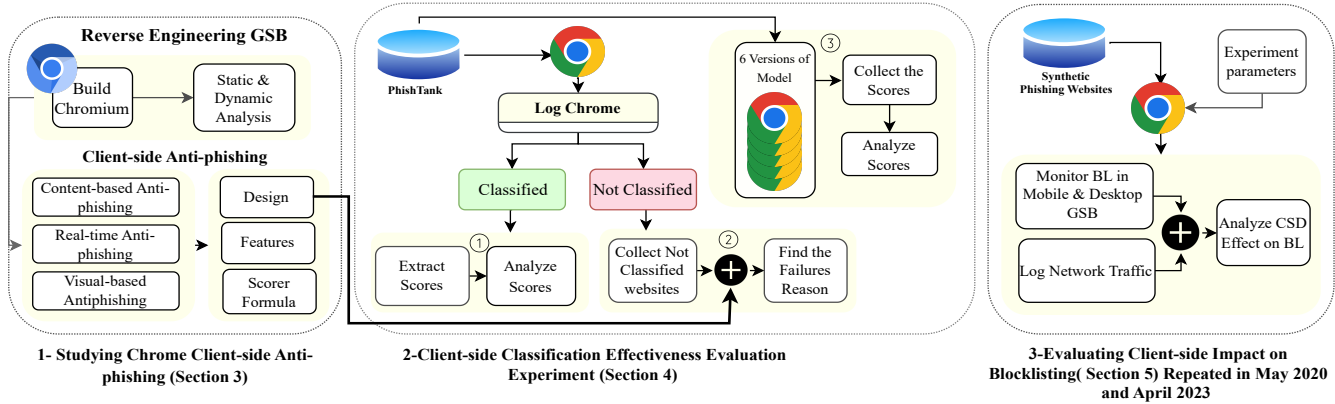 Reverse Engineering GSB
Build
Chromium
Static &
Dynamic
Analysis
Client-side Anti-phishing
Content-based Anti-
phishing
Real-time Anti-
phishing
Visual-based
Antiphishing
Design
Features
Scorer
Formula
1- Studying Chrome Client-side Anti-
phishing (Section 3)
PhishTank
Log Chrome
Classified
Not Classified
1
Extract
Scores
Analyze
Scores
2
Collect Not
Classified
websites
Find the
Failures
Reason
3
6 Versions of
Model
Collect the
Scores
Analyze
Scores
2-Client-side Classification Effectiveness Evaluation
Experiment (Section 4)
Synthetic
Phishing Websites
Experiment
parameters
Monitor BL in
Mobile & Desktop
GSB
Log Network Traffic
Analyze CSD
Effect on BL
3-Evaluating Client-side Impact on
Blocklisting( Section 5) Repeated in May 2020
and April 2023